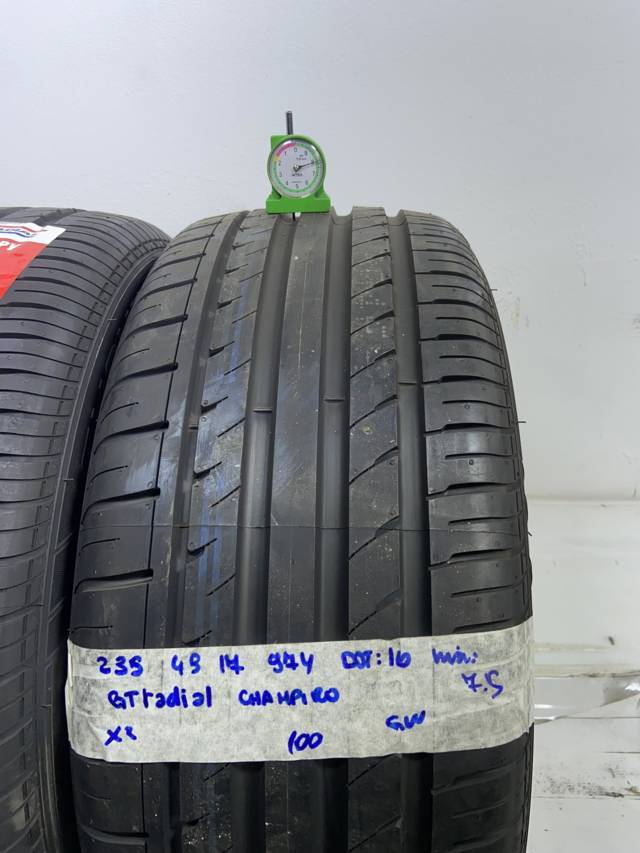 235 45 17 94Y DOT: 16 min:
7.5
GTradial CHAMPIRO
X2 100 GW